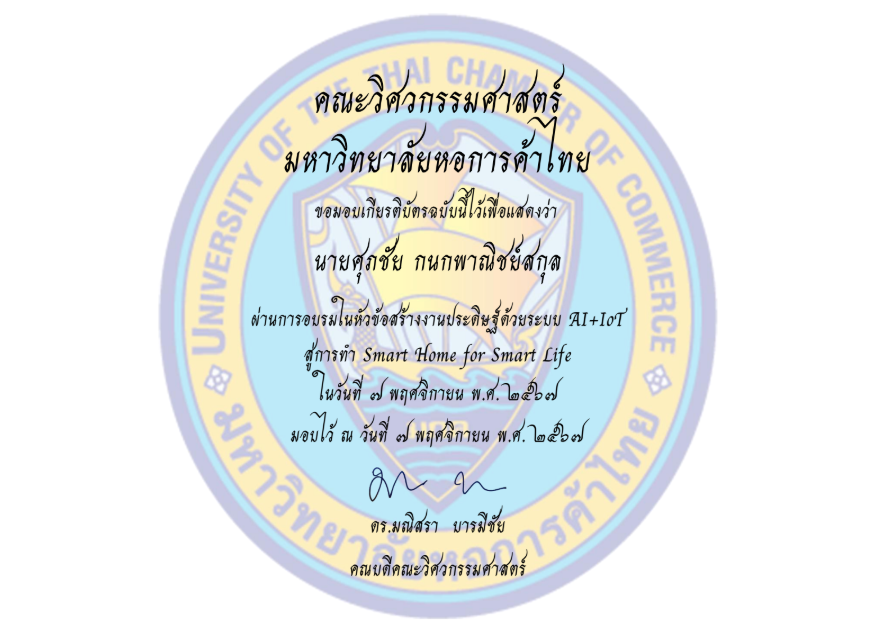 คณะวิศวกรรมศาสตร์
มหาวิทยาลัยหอการค้าไทย
ขอมอบเกียรติบัตรฉบับนี้ไว้เพื่อแสดงว่า
นายศุภชัย กนกพาณิชย์สกุล
ผ่านการอบรมในหัวข้อสร้างงานประดิษฐ์ด้วยระบบ AI+IoT
สู่การทำ Smart Home for Smart Life
ในวันที่ ๗ พฤศจิกายน พ.ศ. ๒๕๖๗
มอบไว้ ณ วันที่ ๗ พฤศจิกายน พ.ศ. ๒๕๖๗
ดร.มณิสรา บารมีชัย
คณบดีคณะวิศวกรรมศาสตร์
UNIVERSITY OF THE THAI CHAMBER OF COMMERCE
มหาวิทยาลัยหอการค้าไทย